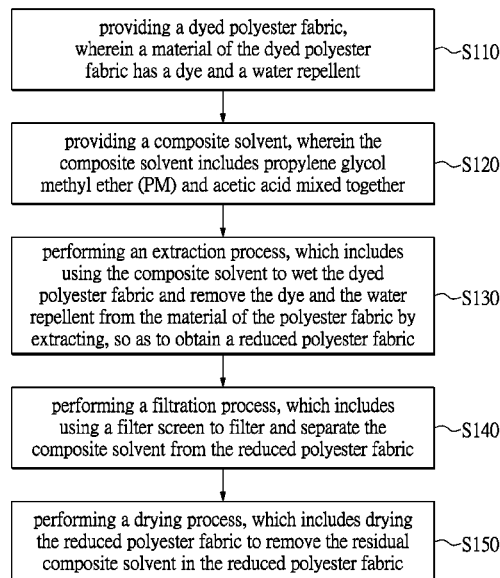 providing a dyed polyester fabric,
wherein a material of the dyed polyester
fabric has a dye and a water repellent
S110
providing a composite solvent, wherein the
composite solvent includes propylene glycol
methyl ether (PM) and acetic acid mixed together
S120
performing an extraction process, which includes
using the composite solvent to wet the dyed
polyester fabric and remove the dye and the water
repellent from the material of the polyester fabric by
extracting, so as to obtain a reduced polyester fabric
S130
performing a filtration process, which includes
using a filter screen to filter and separate the
composite solvent from the reduced polyester fabric
S140
performing a drying process, which includes drying
the reduced polyester fabric to remove the residual
composite solvent in the reduced polyester fabric
S150